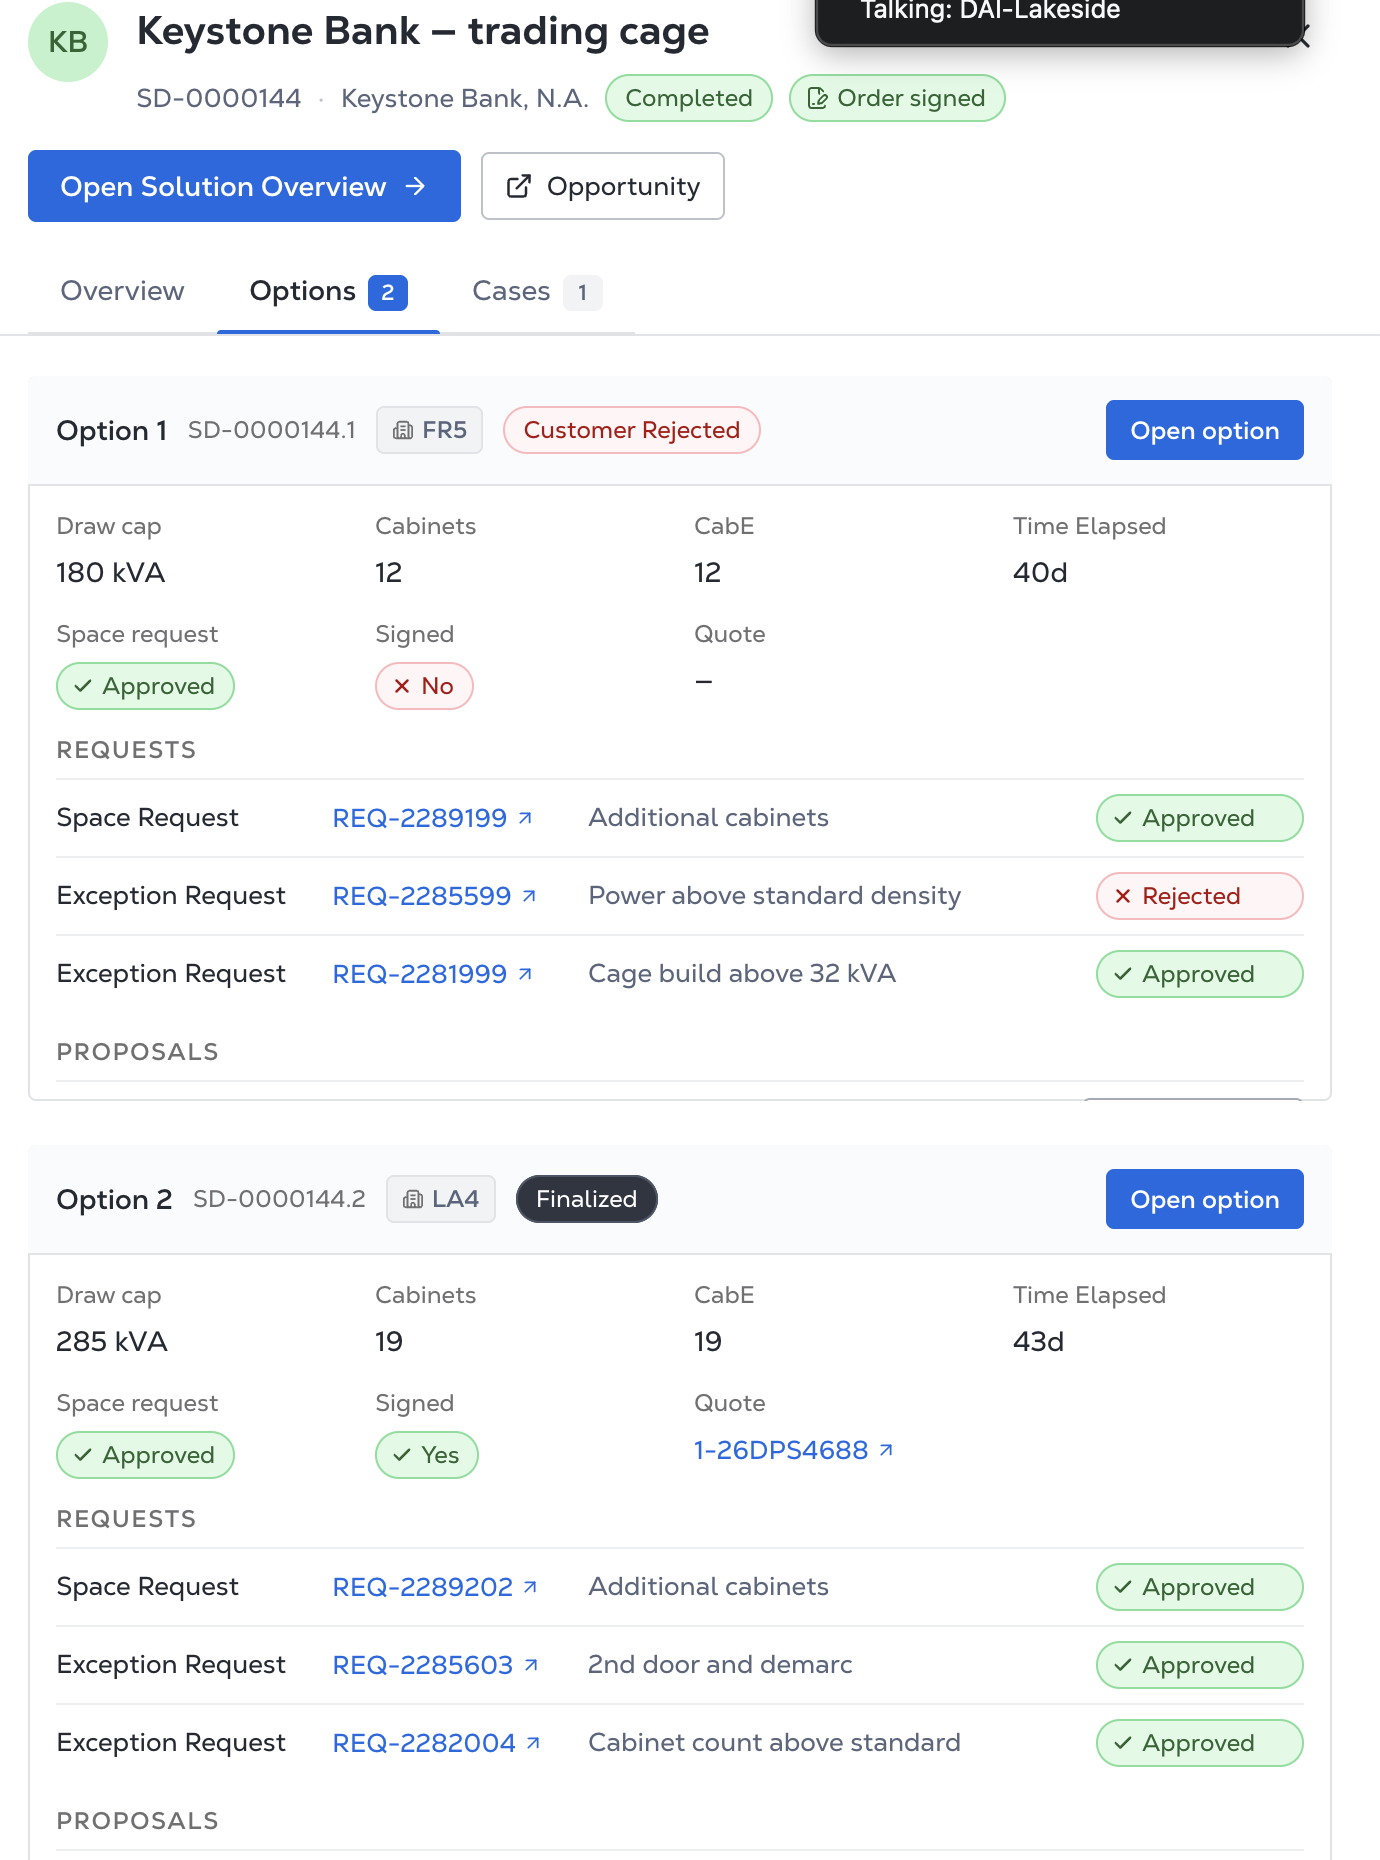 Talking: DAI-Lakeside
KB
Keystone Bank – trading cage
SD-0000144 · Keystone Bank, N.A. Completed Order signed
Open Solution Overview → Opportunity
Overview Options 2 Cases 1
Option 1 SD-0000144.1 FR5 Customer Rejected Open option
Draw cap Cabinets CabE Time Elapsed
180 kVA 12 12 40d
Space request Signed Quote
Approved No –
REQUESTS
Space Request REQ-2289199 Additional cabinets Approved
Exception Request REQ-2285599 Power above standard density Rejected
Exception Request REQ-2281999 Cage build above 32 kVA Approved
PROPOSALS
Option 2 SD-0000144.2 LA4 Finalized Open option
Draw cap Cabinets CabE Time Elapsed
285 kVA 19 19 43d
Space request Signed Quote
Approved Yes 1-26DPS4688
REQUESTS
Space Request REQ-2289202 Additional cabinets Approved
Exception Request REQ-2285603 2nd door and demarc Approved
Exception Request REQ-2282004 Cabinet count above standard Approved
PROPOSALS